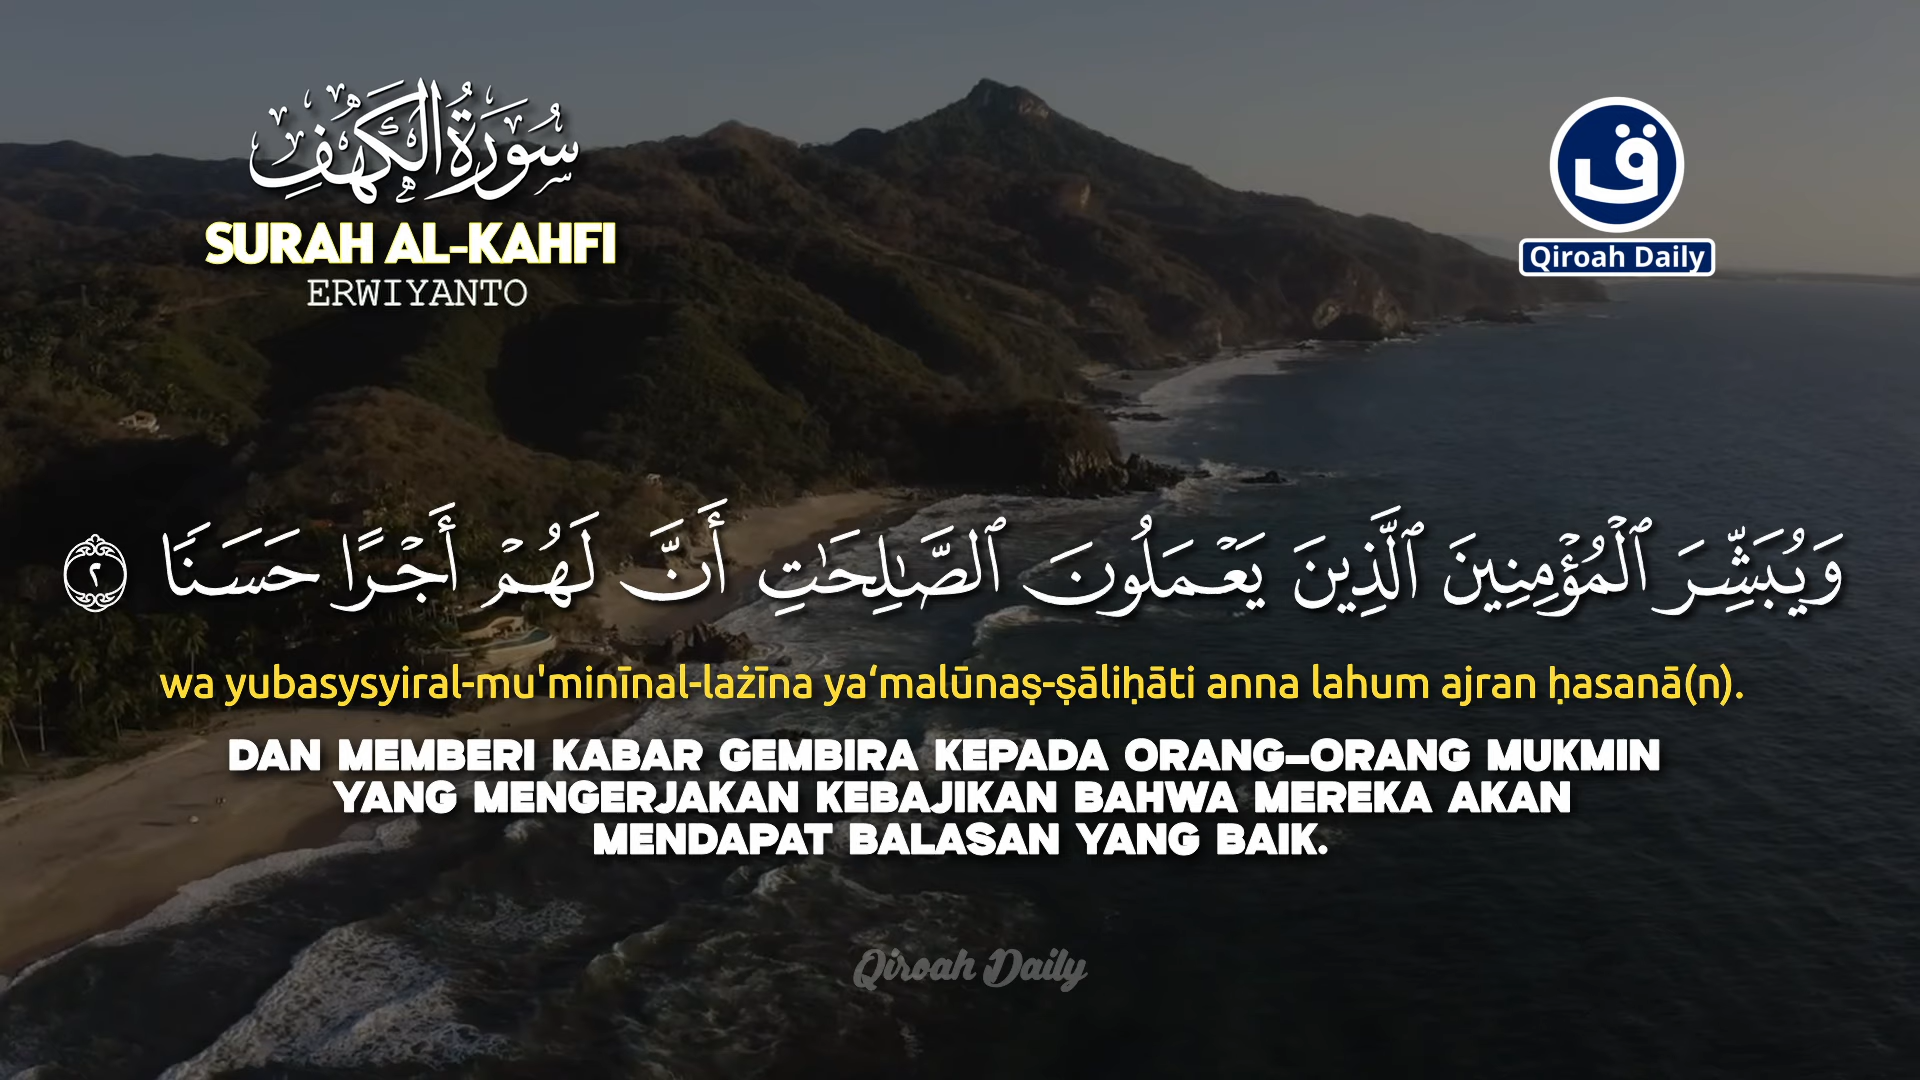 سُورَةُ الْكَهْفِ
SURAH AL-KAHFI
ERWIYANTO
ق
Qiroah Daily
وَيُبَشِّرَ ٱلْمُؤْمِنِينَ ٱلَّذِينَ يَعْمَلُونَ ٱلصَّٰلِحَٰتِ أَنَّ لَهُمْ أَجْرًا حَسَنًا ٢
wa yubasysyiral-mu'minīnal-lażīna ya‘malūnaṣ-ṣāliḥāti anna lahum ajran ḥasanā(n).
DAN MEMBERI KABAR GEMBIRA KEPADA ORANG-ORANG MUKMIN
YANG MENGERJAKAN KEBAJIKAN BAHWA MEREKA AKAN
MENDAPAT BALASAN YANG BAIK.
Qiroah Daily